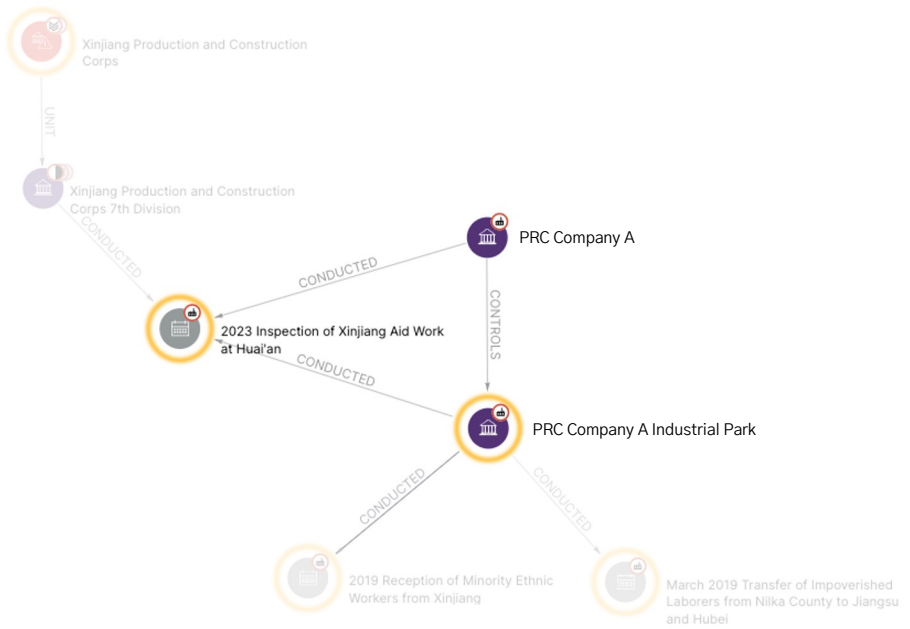 Xinjiang Production and Construction
Corps
UNIT
Xinjiang Production and Construction
Corps 7th Division
CONDUCTED
PRC Company A
CONDUCTED
CONTROLS
2023 Inspection of Xinjiang Aid Work
at Huai'an
CONDUCTED
PRC Company A Industrial Park
CONDUCTED
CONDUCTED
2019 Reception of Minority Ethnic
Workers from Xinjiang
March 2019 Transfer of Impoverished
Laborers from Nilka County to Jiangsu
and Hubei